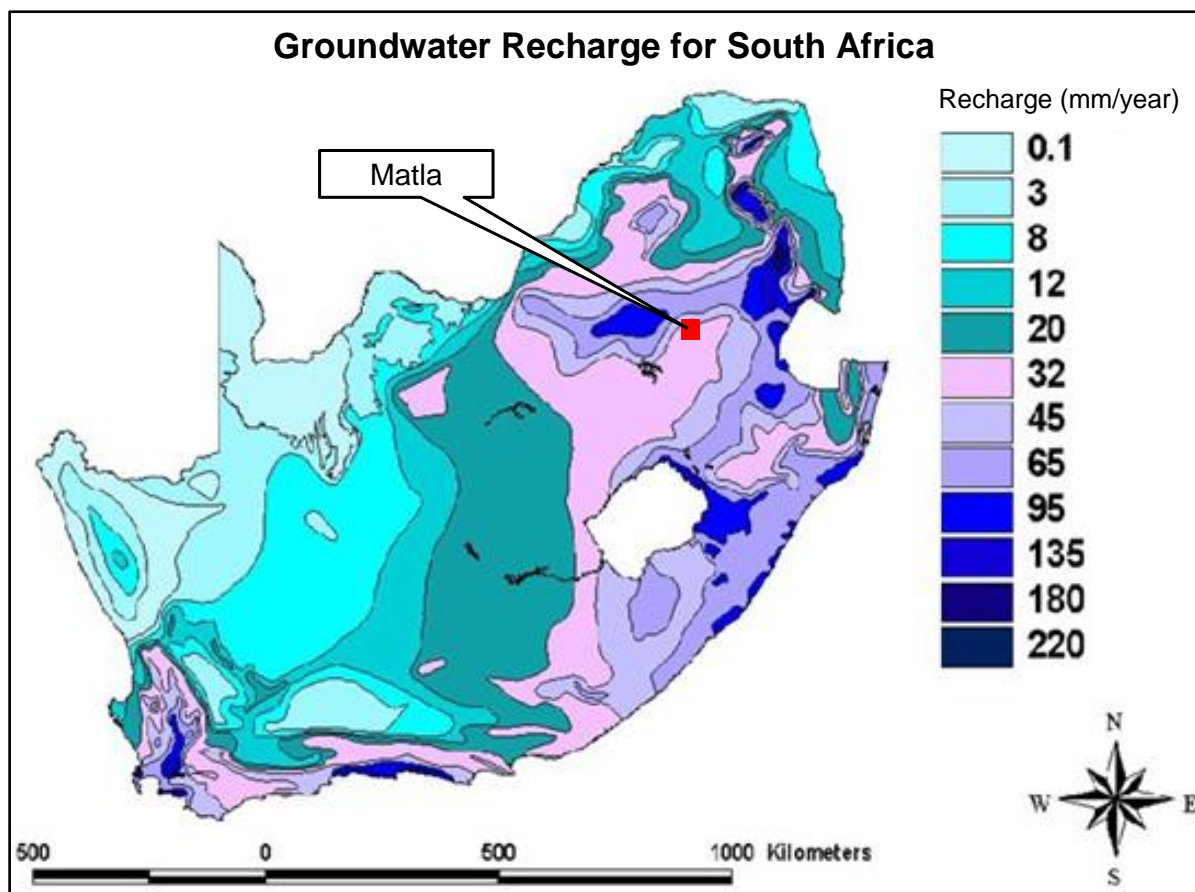 Groundwater Recharge for South Africa
Recharge (mm/year)
Matla
0.1
3
8
12
20
32
45
65
95
135
180
220
N
W E
S
500 0 500 1000 Kilometers